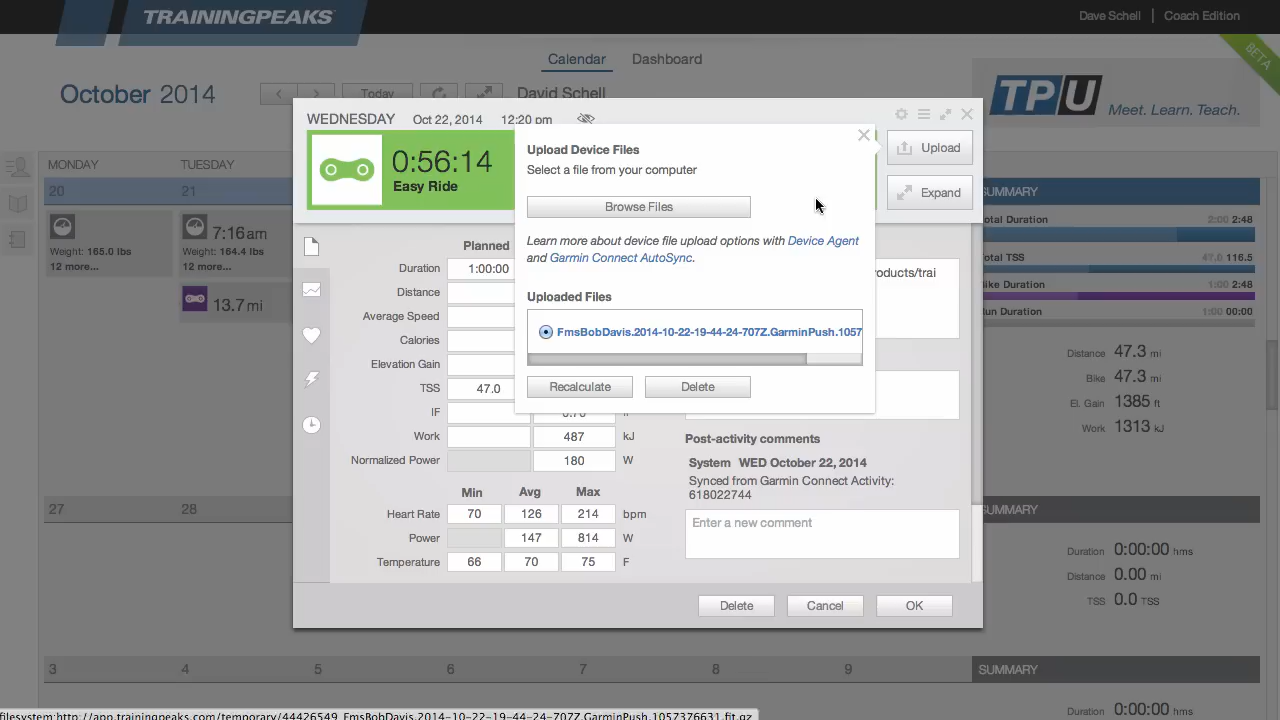 TRAININGPEAKS
Dave Schell | Coach Edition
BETA
Calendar
Dashboard
October 2014
Today
David Schell
TPU Meet. Learn. Teach.
MONDAY
TUESDAY
20
21
Weight: 165.0 lbs
12 more...
7:16am
Weight: 164.4 lbs
12 more...
13.7 mi
27
28
3
4
5
6
7
8
9
WEDNESDAY Oct 22, 2014 12:20 pm
0:56:14
Easy Ride
Upload
Expand
Upload Device Files
Select a file from your computer
Browse Files
Learn more about device file upload options with Device Agent
and Garmin Connect AutoSync.
Uploaded Files
FmsBobDavis.2014-10-22-19-44-24-707Z.GarminPush.1057
Recalculate
Delete
Planned
Duration 1:00:00
Distance
Average Speed
Calories
Elevation Gain
TSS 47.0
IF
Work 487 kJ
Normalized Power 180 W
Min Avg Max
Heart Rate 70 126 214 bpm
Power 147 814 W
Temperature 66 70 75 F
roducts/trai
Post-activity comments
System WED October 22, 2014
Synced from Garmin Connect Activity:
618022744
Enter a new comment
Delete
Cancel
OK
SUMMARY
otal Duration 2:00 2:48
otal TSS 47.0 116.5
Bike Duration 1:00 2:48
Run Duration 1:00 00:00
Distance 47.3 mi
Bike 47.3 mi
El. Gain 1385 ft
Work 1313 kJ
SUMMARY
Duration 0:00:00 hms
Distance 0.00 mi
TSS 0.0 TSS
SUMMARY
Duration 0:00:00 hms
filesystem:http://app.trainingpeaks.com/temporary/44426549_FmsBobDavis.2014-10-22-19-44-24-707Z.GarminPush.1057376631.fit.gz